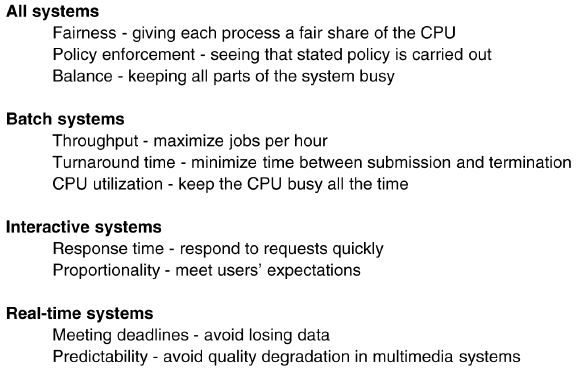 All systems
Fairness - giving each process a fair share of the CPU
Policy enforcement - seeing that stated policy is carried out
Balance - keeping all parts of the system busy
Batch systems
Throughput - maximize jobs per hour
Turnaround time - minimize time between submission and termination
CPU utilization - keep the CPU busy all the time
Interactive systems
Response time - respond to requests quickly
Proportionality - meet users' expectations
Real-time systems
Meeting deadlines - avoid losing data
Predictability - avoid quality degradation in multimedia systems